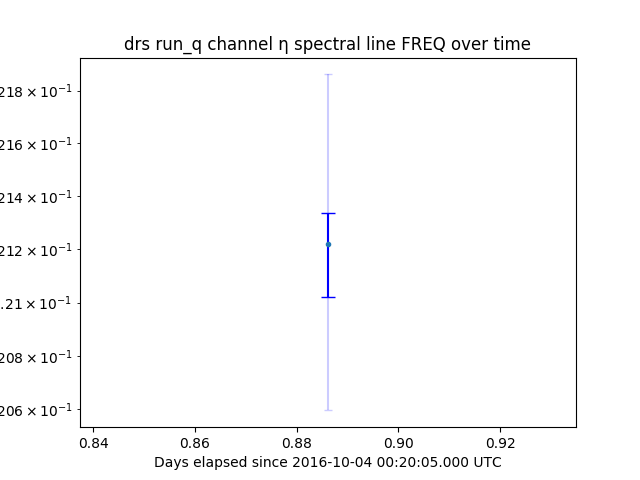 drs run_q channel η spectral line FREQ over time
218 × 10⁻¹
216 × 10⁻¹
214 × 10⁻¹
212 × 10⁻¹
.21 × 10⁻¹
208 × 10⁻¹
206 × 10⁻¹
0.84 0.86 0.88 0.90 0.92
Days elapsed since 2016-10-04 00:20:05.000 UTC